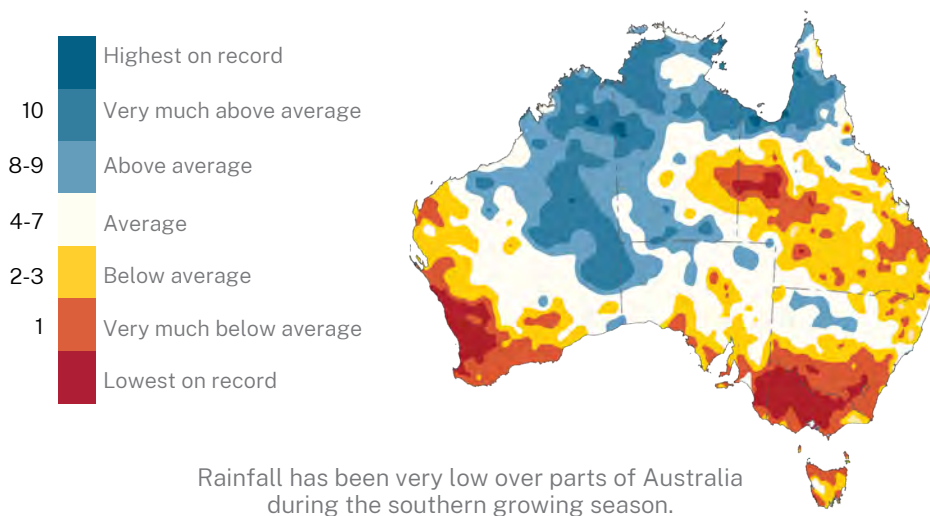 Highest on record
10 Very much above average
8-9 Above average
4-7 Average
2-3 Below average
1 Very much below average
Lowest on record
Rainfall has been very low over parts of Australia
during the southern growing season.